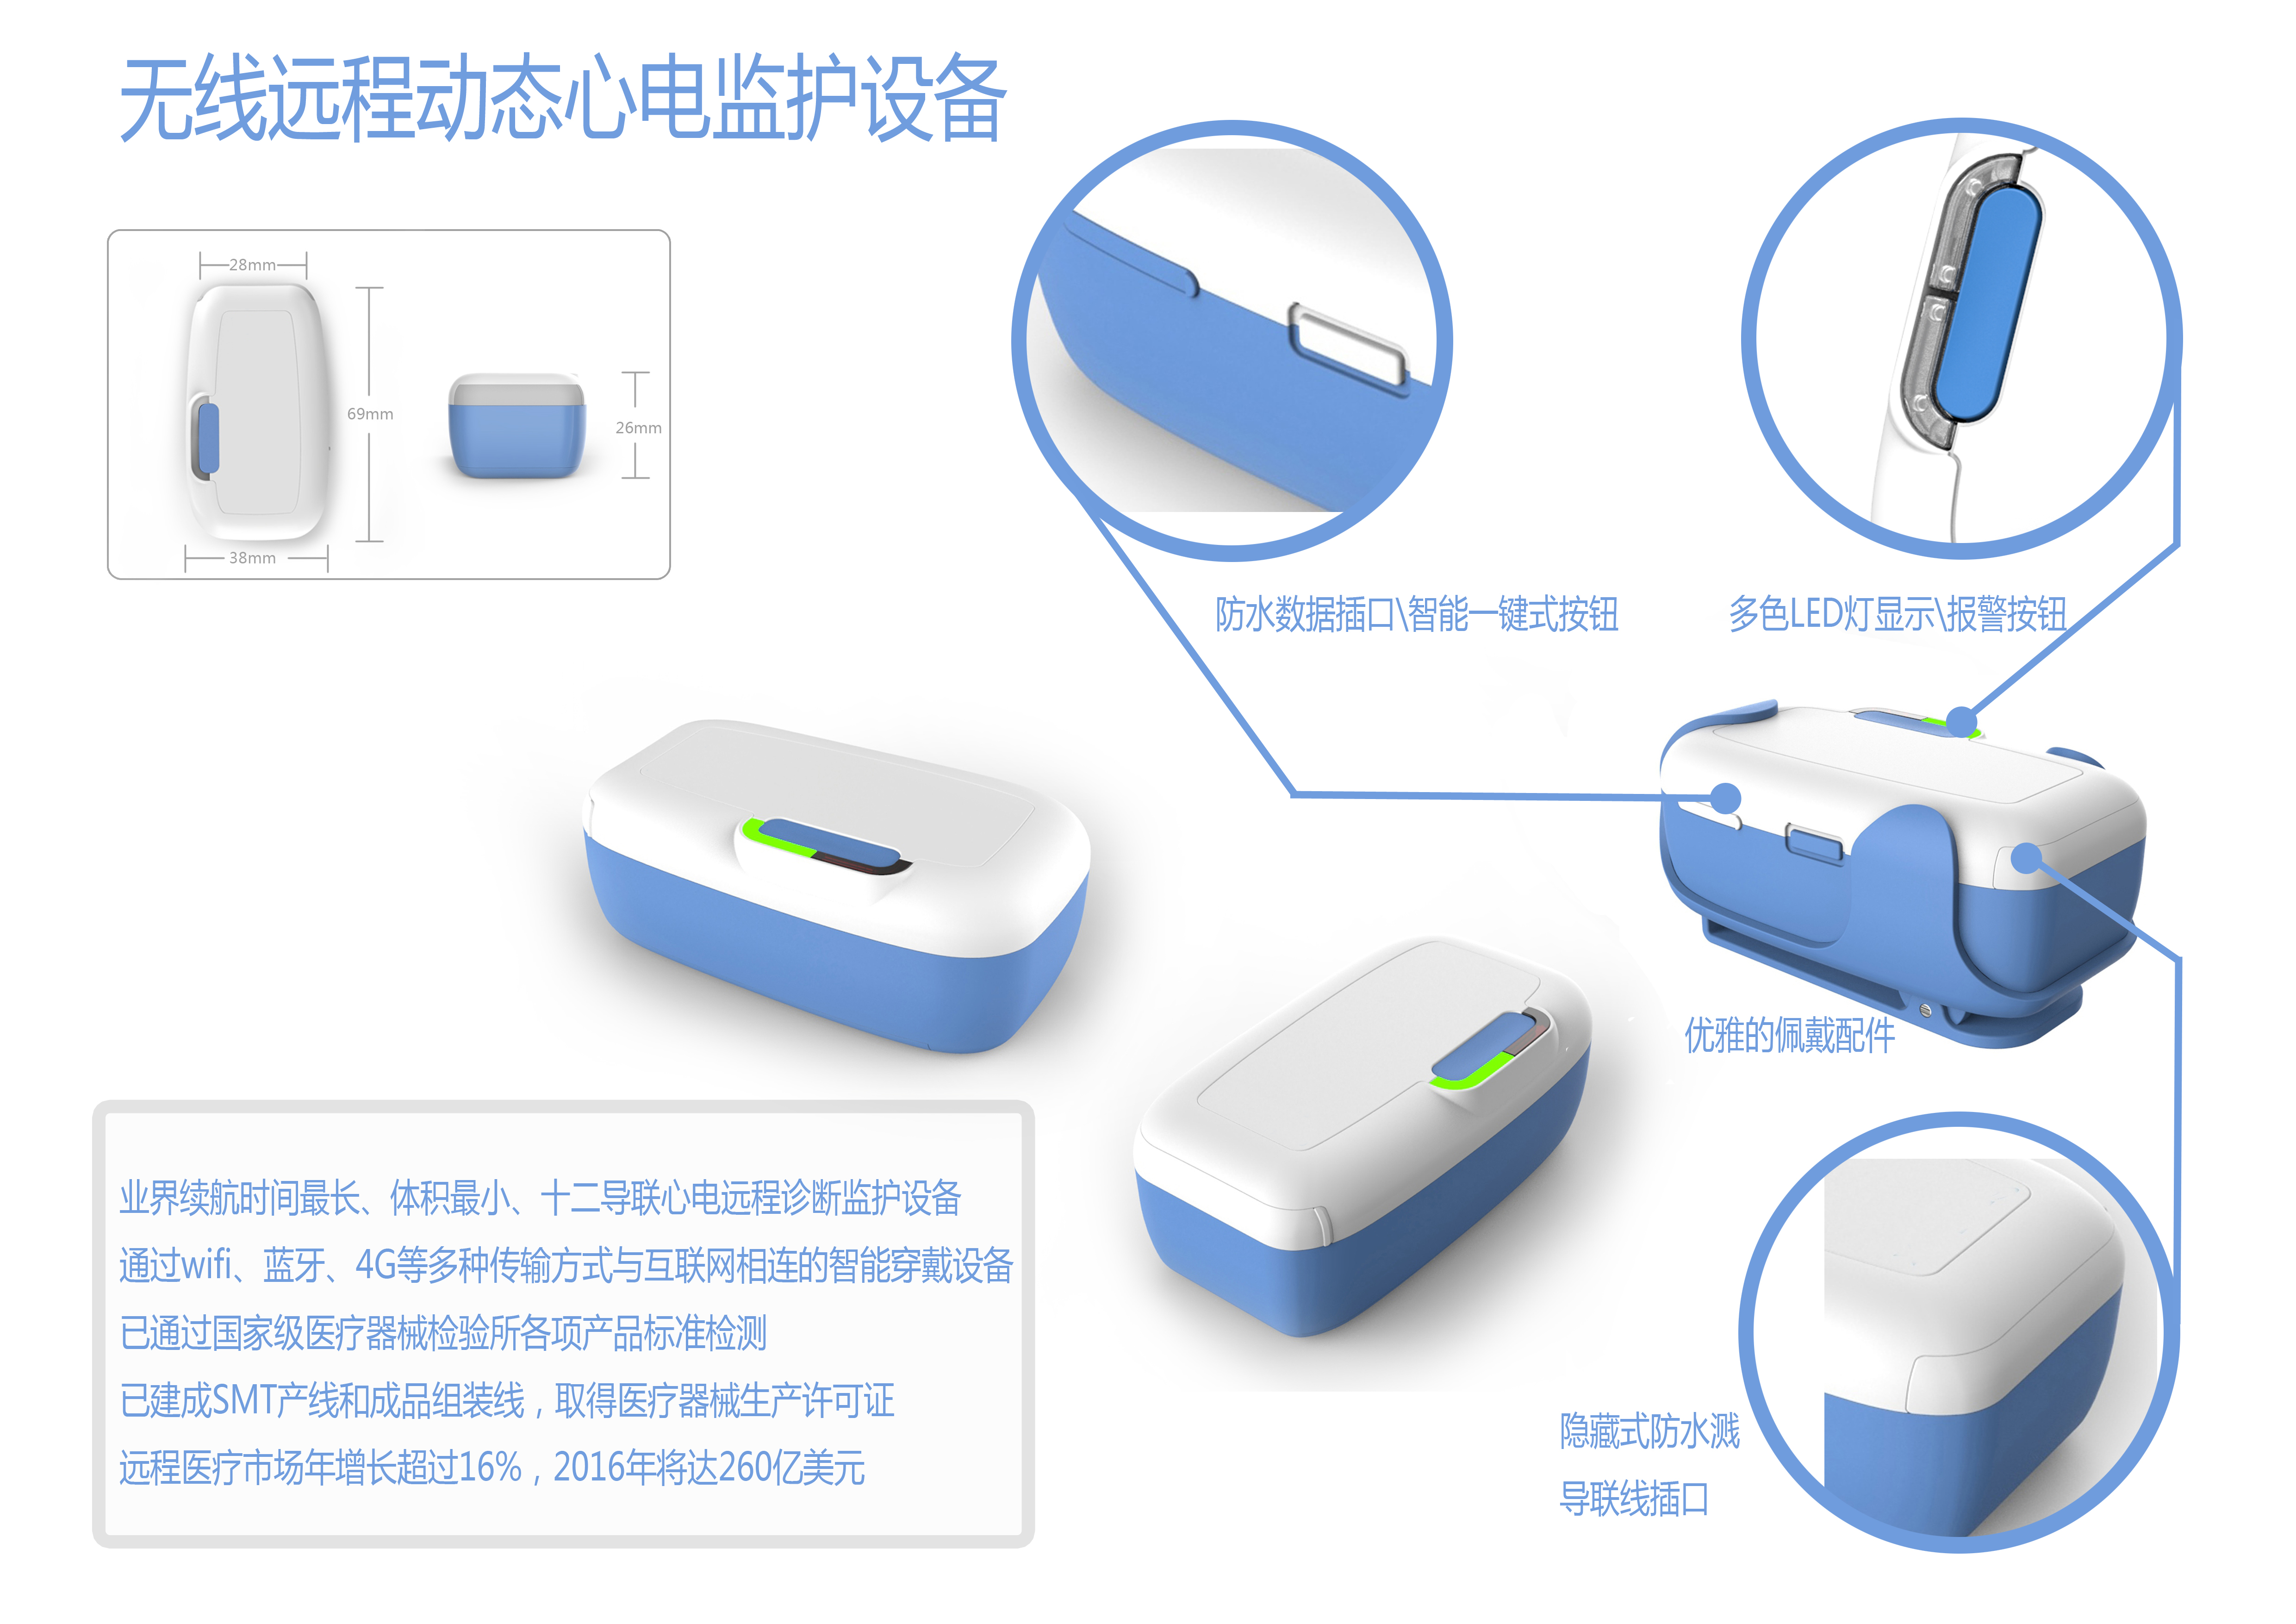 无线远程动态心电监护设备
28mm
69mm
26mm
38mm
防水数据插口\智能一键式按钮
多色LED灯显示\报警按钮
优雅的佩戴配件
业界续航时间最长、体积最小、十二导联心电远程诊断监护设备
通过wifi、蓝牙、4G等多种传输方式与互联网相连的智能穿戴设备
已通过国家级医疗器械检验所各项产品标准检测
已建成SMT产线和成品组装线，取得医疗器械生产许可证
远程医疗市场年增长超过16%，2016年将达260亿美元
隐藏式防水溅
导联线插口